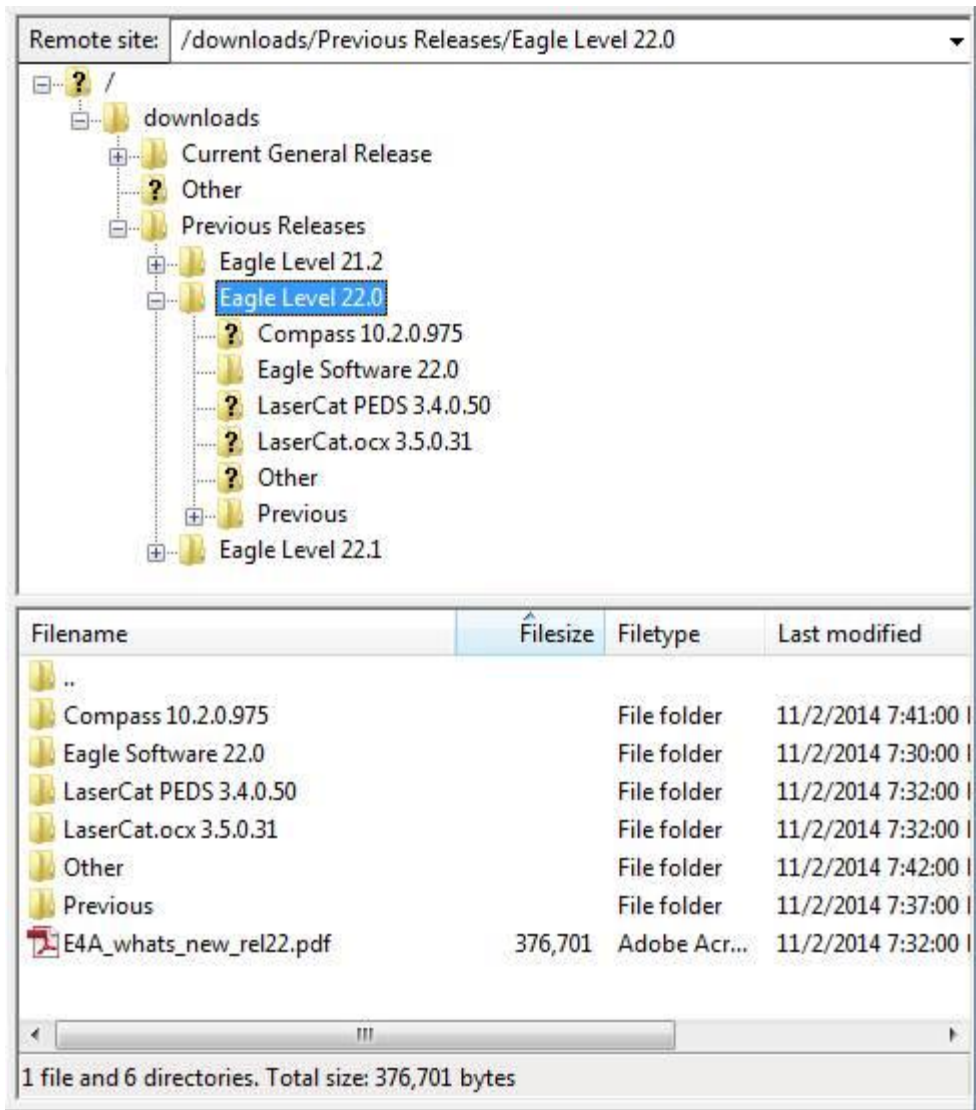 Remote site: /downloads/Previous Releases/Eagle Level 22.0
? /
downloads
Current General Release
? Other
Previous Releases
Eagle Level 21.2
Eagle Level 22.0
? Compass 10.2.0.975
Eagle Software 22.0
? LaserCat PEDS 3.4.0.50
? LaserCat.ocx 3.5.0.31
? Other
Previous
Eagle Level 22.1
Filename Filesize Filetype Last modified
..
Compass 10.2.0.975 File folder 11/2/2014 7:41:00
Eagle Software 22.0 File folder 11/2/2014 7:30:00
LaserCat PEDS 3.4.0.50 File folder 11/2/2014 7:32:00
LaserCat.ocx 3.5.0.31 File folder 11/2/2014 7:32:00
Other File folder 11/2/2014 7:42:00
Previous File folder 11/2/2014 7:37:00
E4A_whats_new_rel22.pdf 376,701 Adobe Acr... 11/2/2014 7:32:00
1 file and 6 directories. Total size: 376,701 bytes